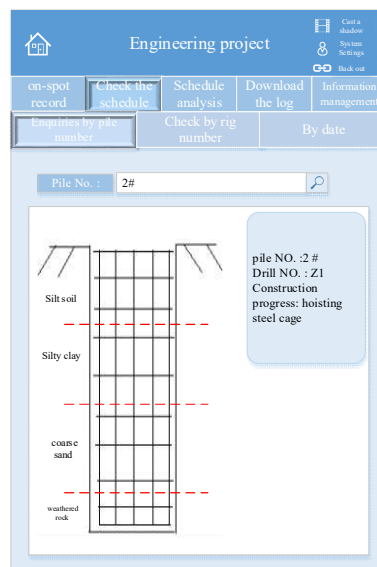 Cast a
shadow
Engineering project
System
Settings
Back out
on-spot
record
Check the
schedule
Schedule
analysis
Download
the log
Information
management
Enquiries by pile
number
Check by rig
number
By date
Pile No. :
2#
pile NO. :2 #
Drill NO. : Z1
Construction
progress: hoisting
steel cage
Silt soil
Silty clay
coarse
sand
weathered
rock